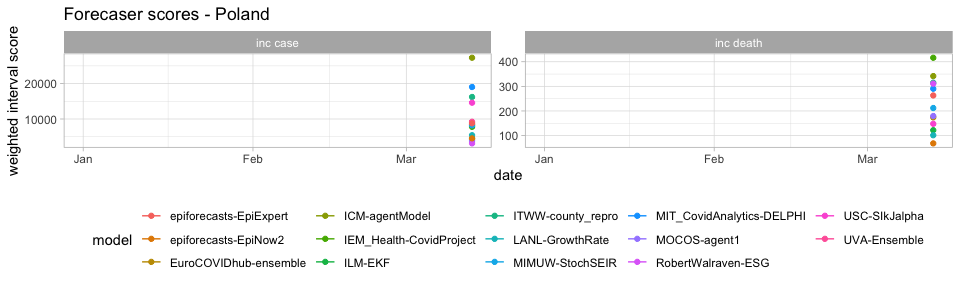 Forecaser scores - Poland
inc case
inc death
weighted interval score
20000
10000
400
300
200
100
Jan
Feb
Mar
Jan
Feb
Mar
date
model
epiforecasts-EpiExpert
ICM-agentModel
ITWW-county_repro
MIT_CovidAnalytics-DELPHI
USC-SIkJalpha
epiforecasts-EpiNow2
IEM_Health-CovidProject
LANL-GrowthRate
MOCOS-agent1
UVA-Ensemble
EuroCOVIDhub-ensemble
ILM-EKF
MIMUW-StochSEIR
RobertWalraven-ESG